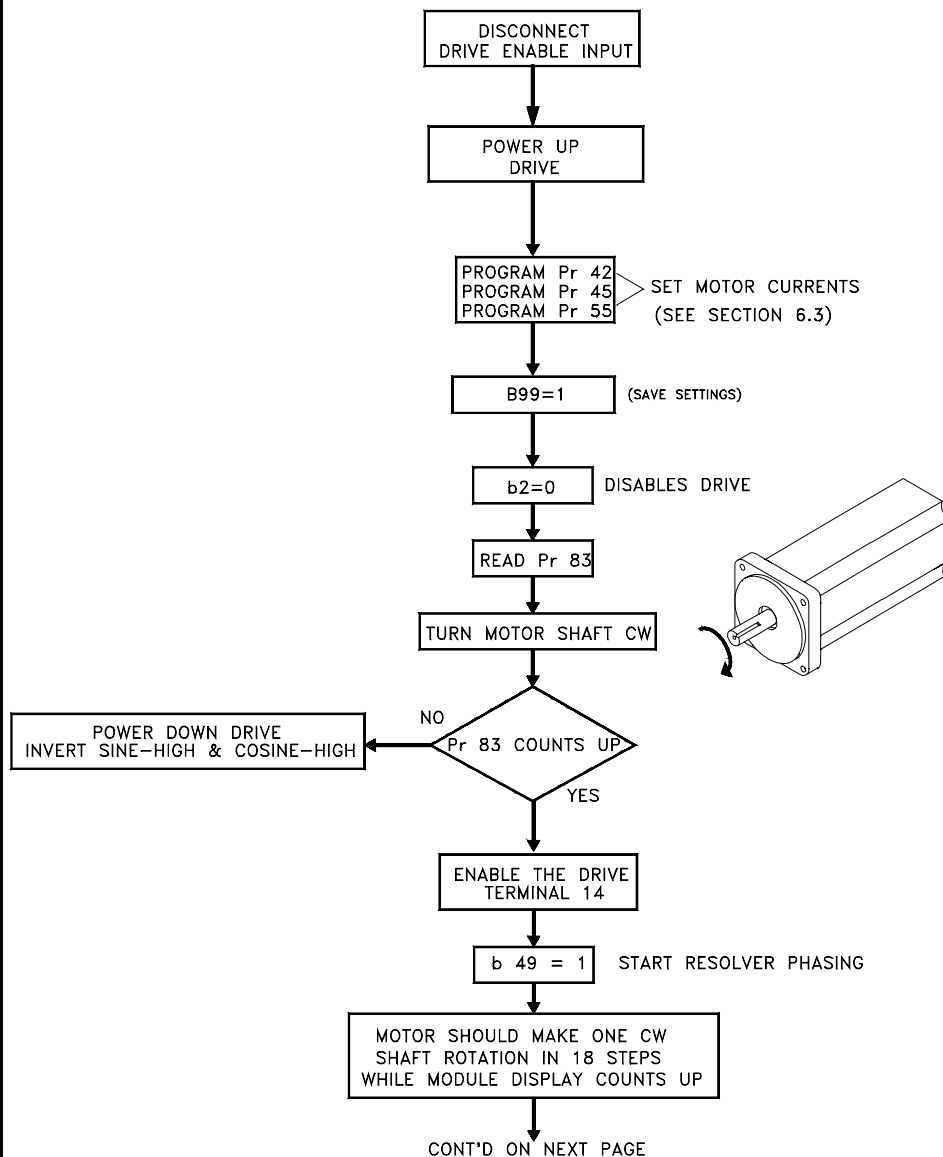 DISCONNECT
DRIVE ENABLE INPUT
POWER UP
DRIVE
PROGRAM Pr 42
PROGRAM Pr 45
PROGRAM Pr 55
SET MOTOR CURRENTS
(SEE SECTION 6.3)
B99=1
(SAVE SETTINGS)
b2=0
DISABLES DRIVE
READ Pr 83
TURN MOTOR SHAFT CW
NO
POWER DOWN DRIVE
INVERT SINE-HIGH & COSINE-HIGH
Pr 83 COUNTS UP
YES
ENABLE THE DRIVE
TERMINAL 14
b 49 = 1
START RESOLVER PHASING
MOTOR SHOULD MAKE ONE CW
SHAFT ROTATION IN 18 STEPS
WHILE MODULE DISPLAY COUNTS UP
CONT'D ON NEXT PAGE